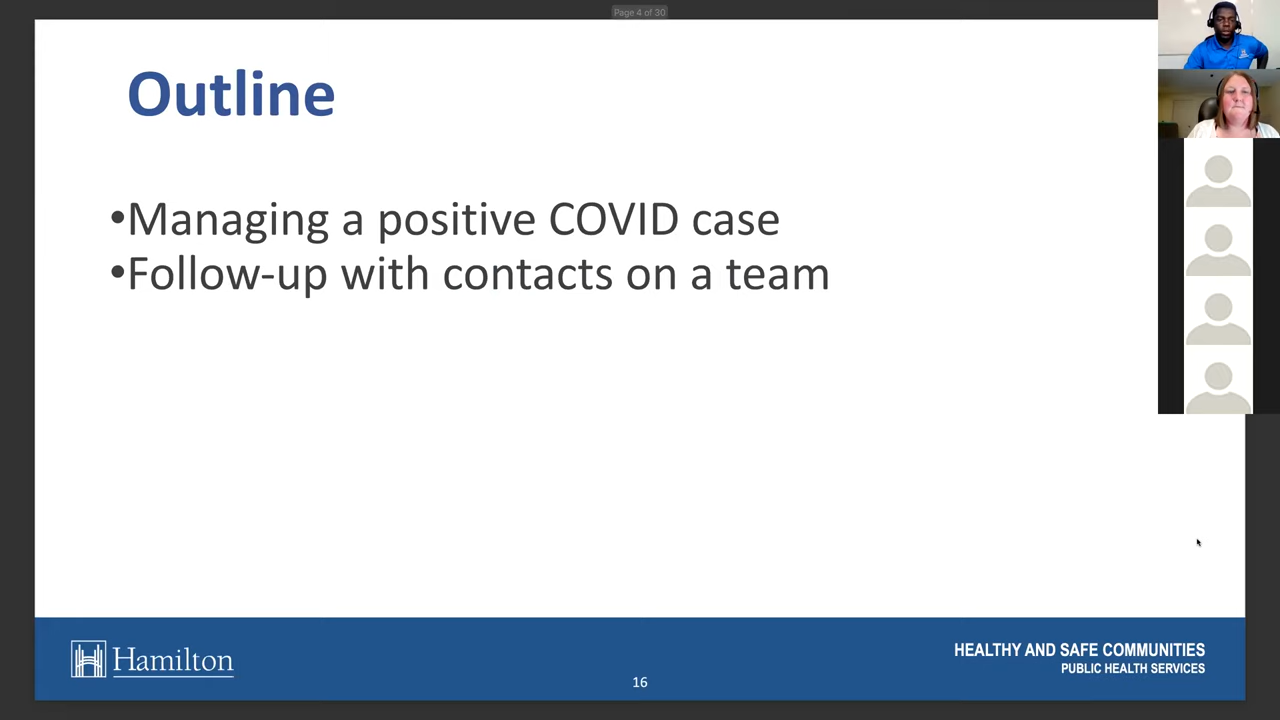 Page 4 of 30
Outline
•Managing a positive COVID case
•Follow-up with contacts on a team
Hamilton
16
HEALTHY AND SAFE COMMUNITIES
PUBLIC HEALTH SERVICES